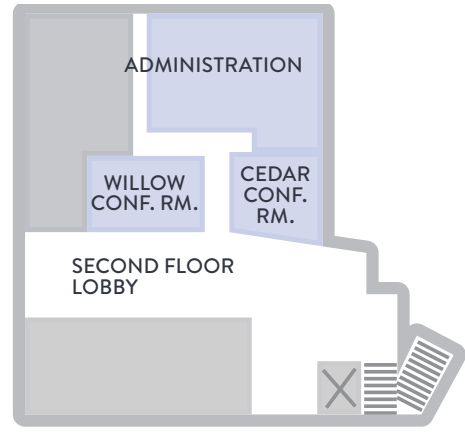 ADMINISTRATION
WILLOW
CONF. RM.
CEDAR
CONF.
RM.
SECOND FLOOR
LOBBY